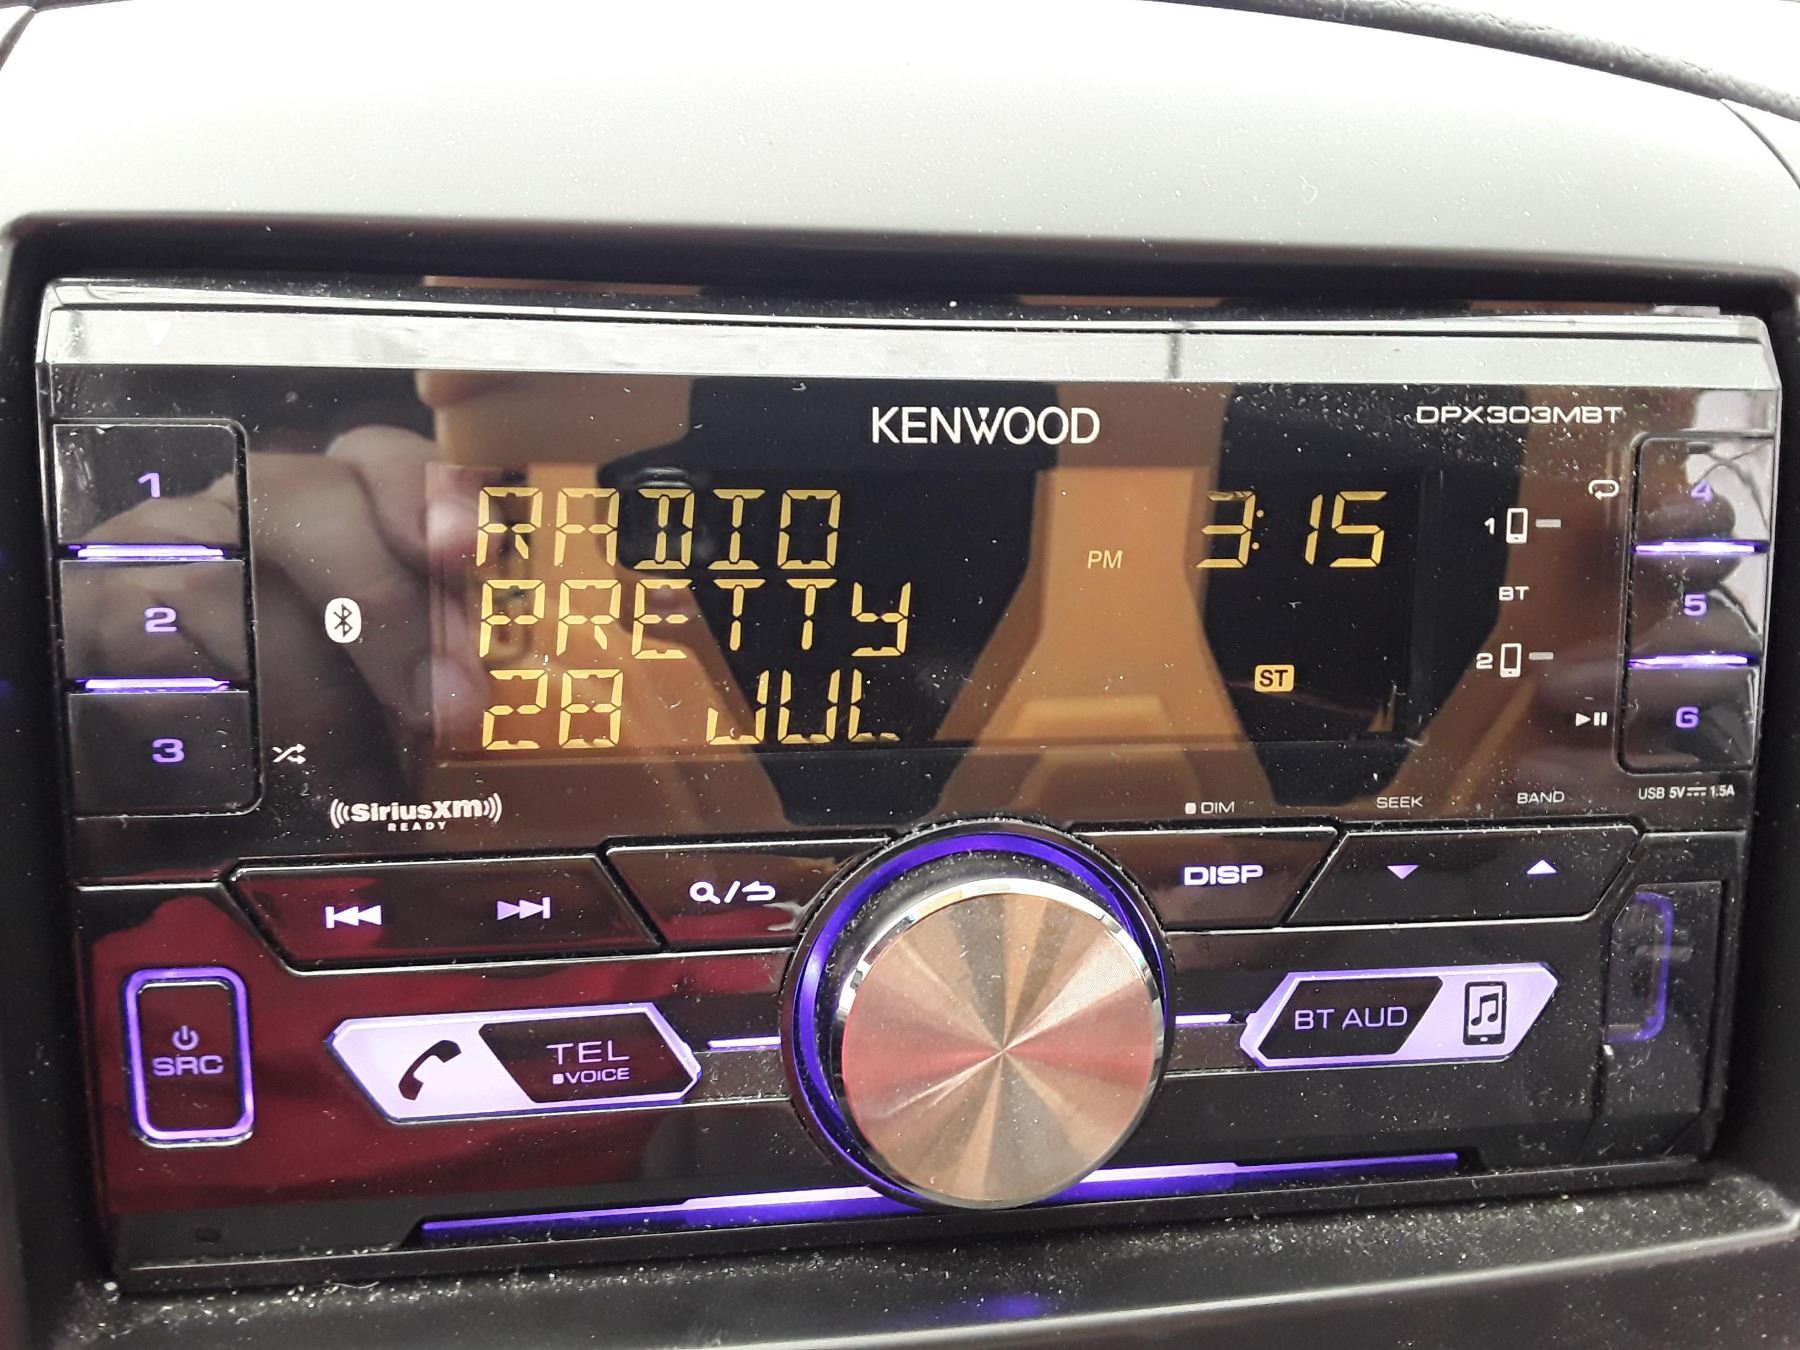 KENWOOD
DPX303MBT
1
2
3
RADIO
PRETTY
28 JUL
PM
3:15
ST
1
BT
2
4
5
6
((SiriusXm))
READY
DIM
SEEK
BAND
USB 5V 1.5A
DISP
SRC
TEL
VOICE
BT AUD